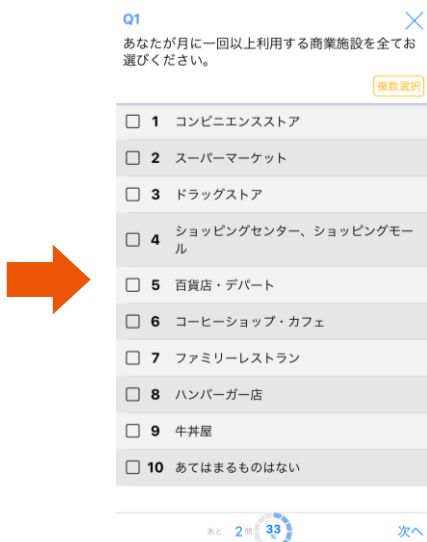 Q1
あなたが月に一回以上利用する商業施設を全てお
選びください。
複数選択
1 コンビニエンスストア
2 スーパーマーケット
3 ドラッグストア
4 ショッピングセンター、ショッピングモー
ル
5 百貨店・デパート
6 コーヒーショップ・カフェ
7 ファミリーレストラン
8 ハンバーガー店
9 牛丼屋
10 あてはまるものはない
あと 2問 33% 次へ